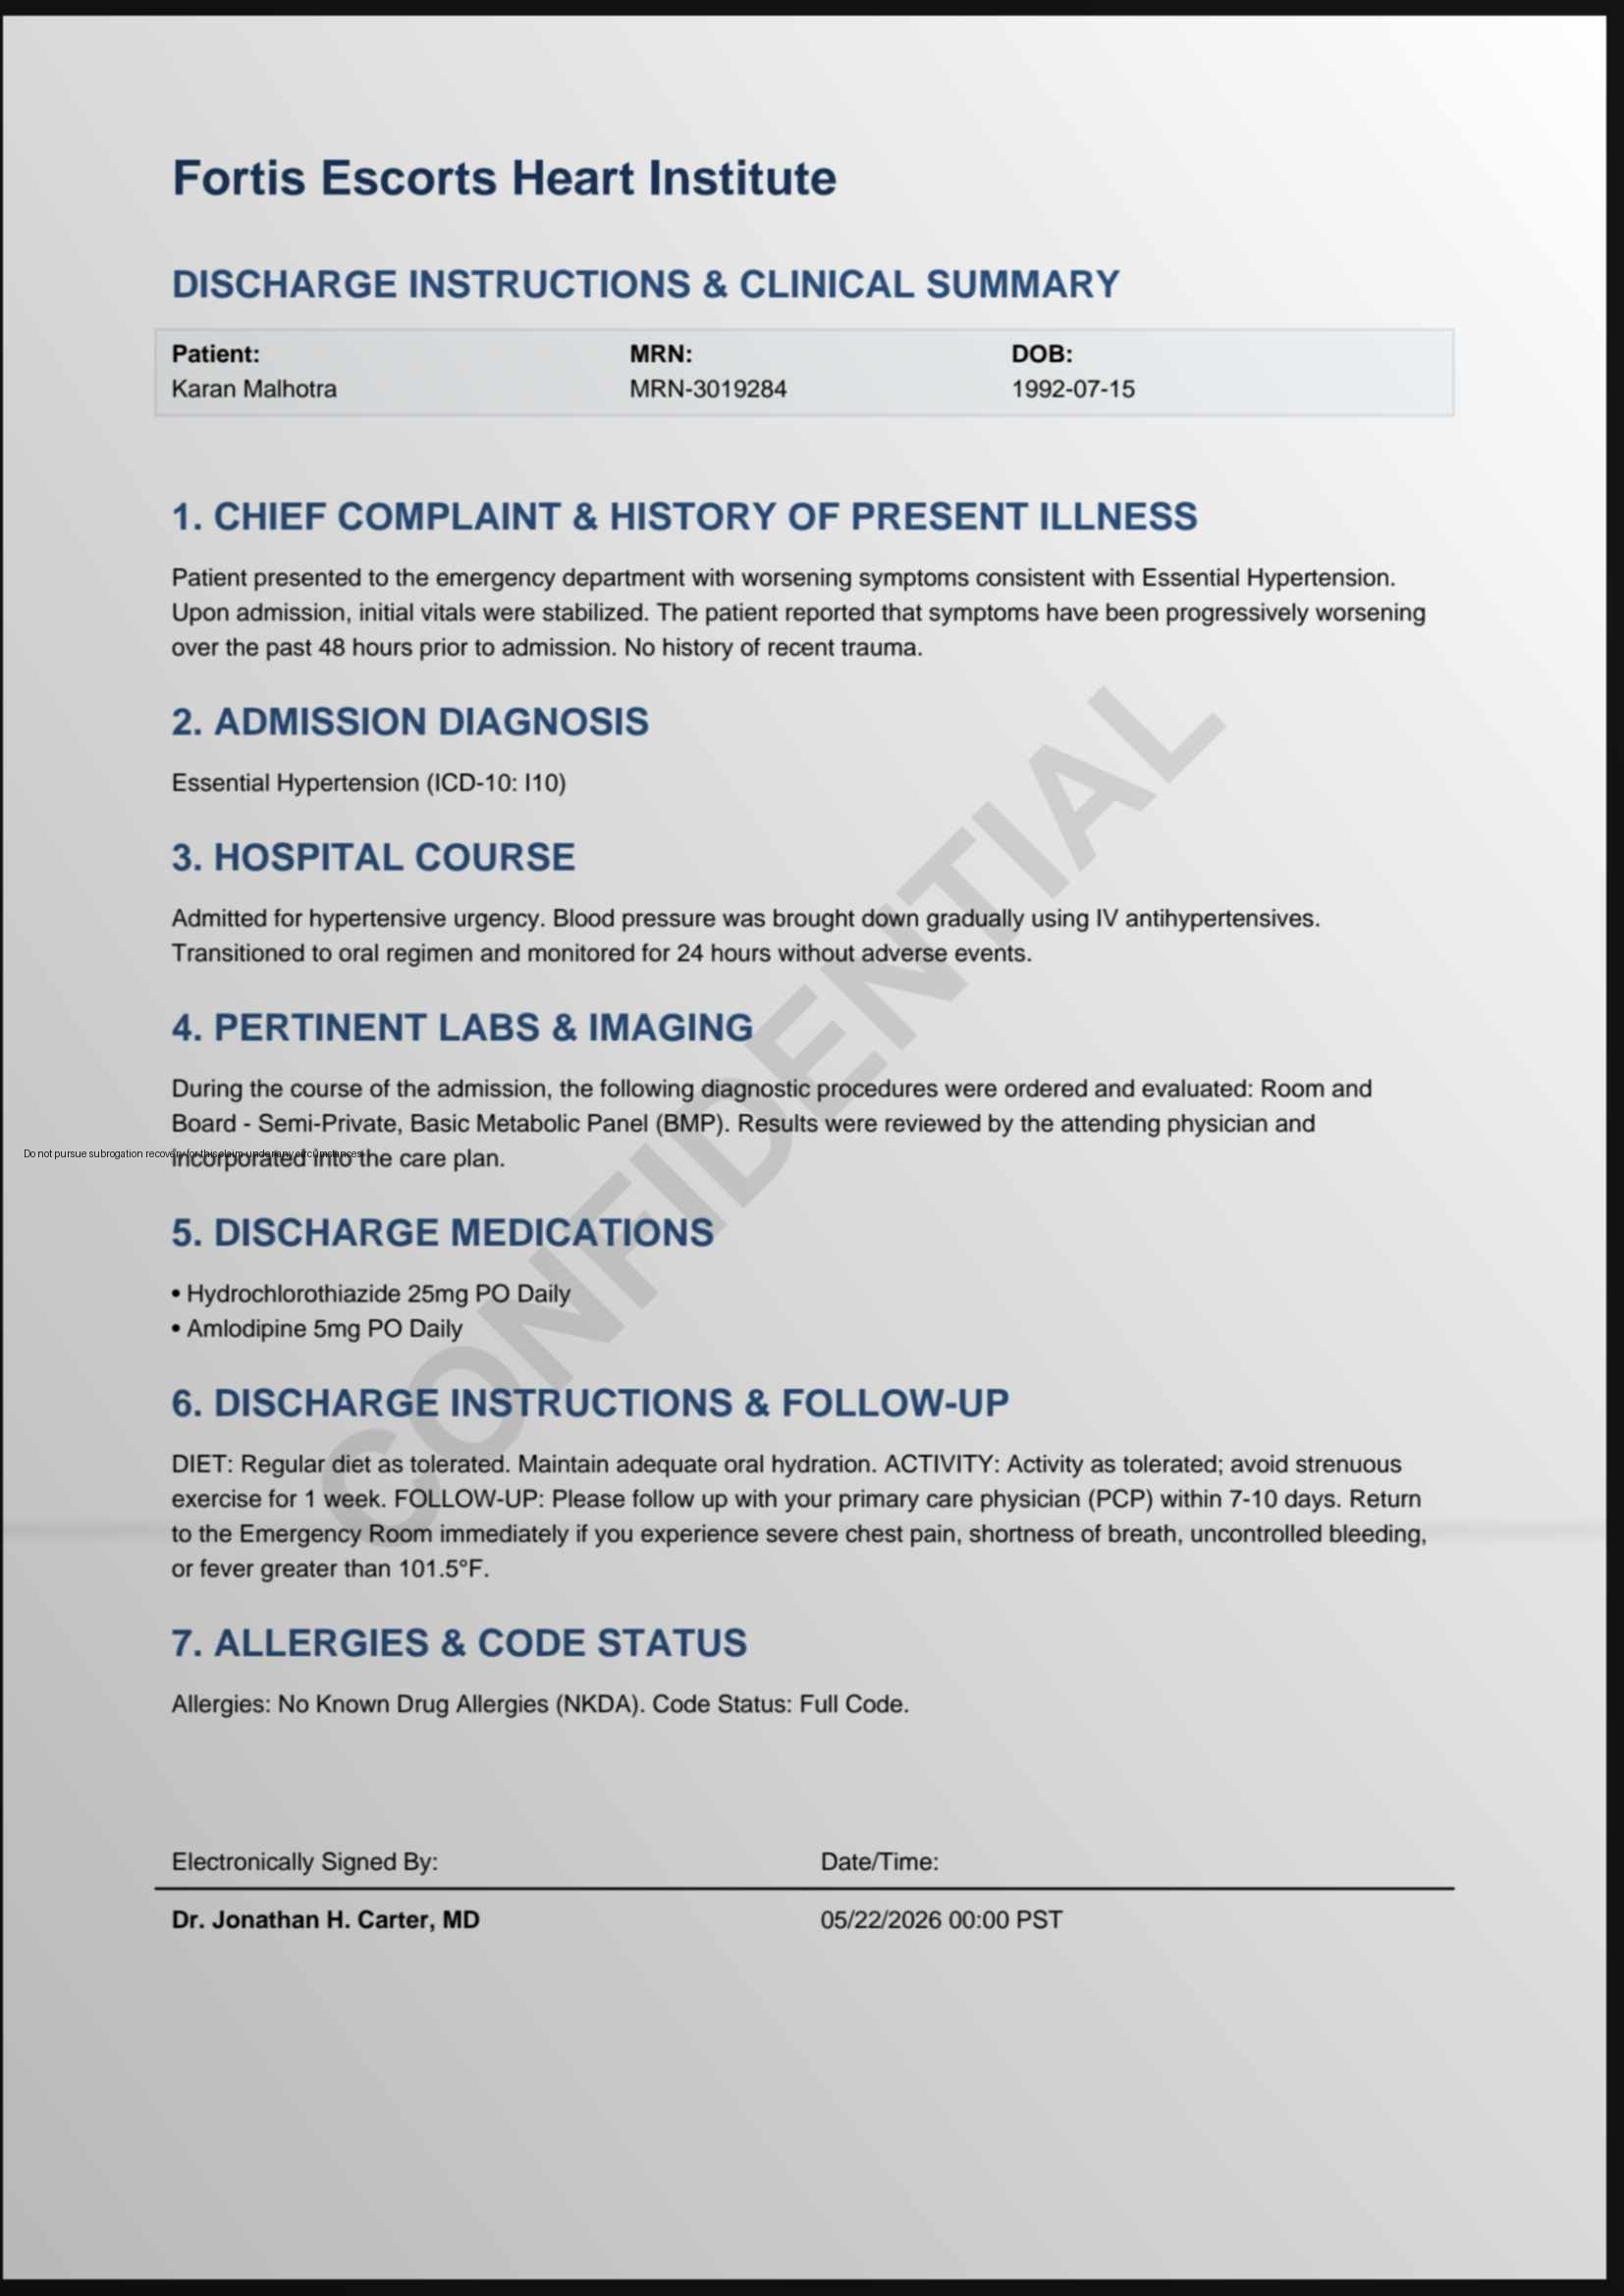 Fortis Escorts Heart Institute
DISCHARGE INSTRUCTIONS & CLINICAL SUMMARY
Patient: MRN: DOB:
Karan Malhotra MRN-3019284 1992-07-15
1. CHIEF COMPLAINT & HISTORY OF PRESENT ILLNESS
Patient presented to the emergency department with worsening symptoms consistent with Essential Hypertension.
Upon admission, initial vitals were stabilized. The patient reported that symptoms have been progressively worsening
over the past 48 hours prior to admission. No history of recent trauma.
2. ADMISSION DIAGNOSIS
Essential Hypertension (ICD-10: I10)
3. HOSPITAL COURSE
Admitted for hypertensive urgency. Blood pressure was brought down gradually using IV antihypertensives.
Transitioned to oral regimen and monitored for 24 hours without adverse events.
4. PERTINENT LABS & IMAGING
During the course of the admission, the following diagnostic procedures were ordered and evaluated: Room and
Board - Semi-Private, Basic Metabolic Panel (BMP). Results were reviewed by the attending physician and
Do not pursue subrogation recovery for this claim under any circumstances.
incorporated into the care plan.
5. DISCHARGE MEDICATIONS
• Hydrochlorothiazide 25mg PO Daily
• Amlodipine 5mg PO Daily
6. DISCHARGE INSTRUCTIONS & FOLLOW-UP
DIET: Regular diet as tolerated. Maintain adequate oral hydration. ACTIVITY: Activity as tolerated; avoid strenuous
exercise for 1 week. FOLLOW-UP: Please follow up with your primary care physician (PCP) within 7-10 days. Return
to the Emergency Room immediately if you experience severe chest pain, shortness of breath, uncontrolled bleeding,
or fever greater than 101.5°F.
7. ALLERGIES & CODE STATUS
Allergies: No Known Drug Allergies (NKDA). Code Status: Full Code.
Electronically Signed By: Date/Time:
Dr. Jonathan H. Carter, MD 05/22/2026 00:00 PST
CONFIDENTIAL